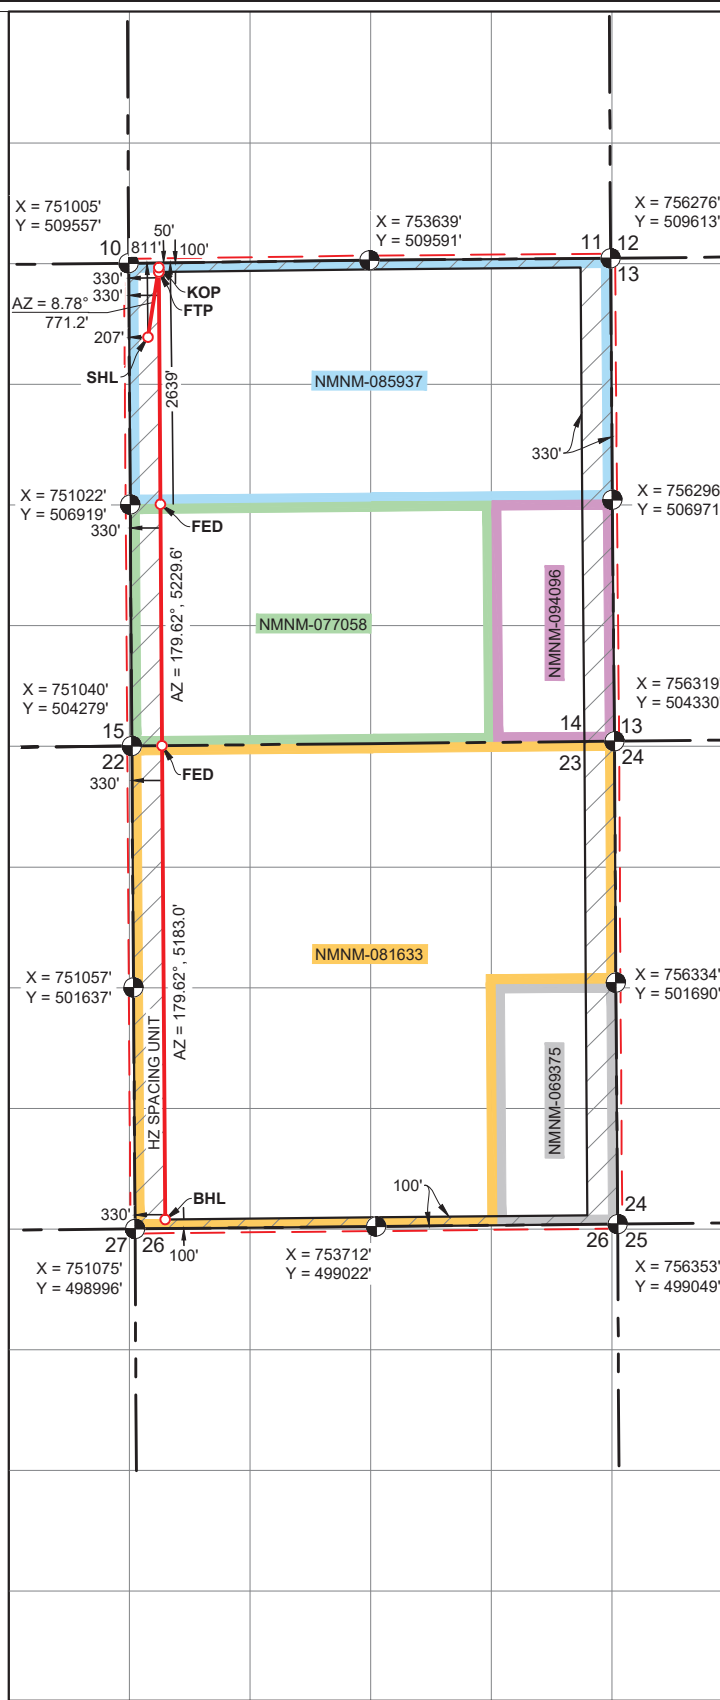 X = 751005'
Y = 509557'
X = 753639'
Y = 509591'
X = 756276'
Y = 509613'
10
811'
50'
100'
11
12
13
330'
330'
KOP
FTP
AZ = 8.78°
771.2'
207'
SHL
2639'
NMNM-085937
330'
X = 751022'
Y = 506919'
X = 756296
Y = 506971
330'
FED
AZ = 179.62°, 5229.6'
NMNM-077058
NMNM-094096
X = 751040'
Y = 504279'
X = 756319
Y = 504330
15
22
14
23
13
24
330'
FED
NMNM-081633
AZ = 179.62°, 5183.0'
X = 751057'
Y = 501637'
X = 756334'
Y = 501690'
HZ SPACING UNIT
NMNM-069375
330'
BHL
100'
100'
27
26
26
24
25
X = 751075'
Y = 498996'
X = 753712'
Y = 499022'
X = 756353'
Y = 499049'